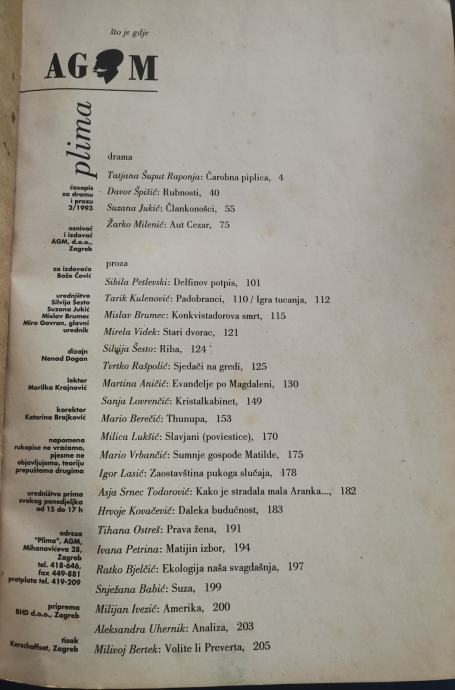 što je gdje
AGM
plima
časopis
za dramu
i prozu
2/1993
osnivač
i izdavač
AGM, d.o.o.,
Zagreb
za izdavača
Bože Čović
uredništvo
Silvija Šesto
Suzana Jukić
Mislav Brumec
Miro Gavran, glavni
urednik
dizajn
Nenad Dogan
lektor
Marilka Krajnović
korektor
Katarina Brajković
napomena
rukopise ne vraćamo,
pjesme ne
objavljujemo, teoriju
prepuštamo drugima
uredništvo prima
svakog ponedjeljka
od 15 do 17 h
adresa
"Plima", AGM,
Mihanovićeva 28,
Zagreb
tel. 418-646,
fax 449-881
pretplata tel. 419-209
priprema
BHD d.o.o., Zagreb
tisak
Kerschoffset, Zagreb
drama
Tatjana Šuput Raponja: Čarobna piplica, 4
Davor Špišić: Rubnosti, 40
Suzana Jukić: Člankonošci, 55
Žarko Milenić: Aut Cezar, 75
proza
Sibila Petlevski: Delfinov potpis, 101
Tarik Kulenović: Padobranci, 110 / Igra tucanja, 112
Mislav Brumec: Konkvistadorova smrt, 115
Mirela Videk: Stari dvorac, 121
Silvija Šesto: Riba, 124
Tvrtko Rašpolić: Sjedači na gredi, 125
Martina Aničić: Evanđelje po Magdaleni, 130
Sanja Lovrenčić: Kristalkabinet, 149
Mario Berečić: Thunupa, 153
Milica Lukšić: Slavjani (poviestice), 170
Mario Vrbančić: Sumnje gospođe Matilde, 175
Igor Lasić: Zaostavština pukoga slučaja, 178
Asja Srnec Todorović: Kako je stradala mala Aranka..., 182
Hrvoje Kovačević: Daleka budućnost, 183
Tihana Ostreš: Prava žena, 191
Ivana Petrina: Matijin izbor, 194
Ratko Bjelčić: Ekologija naša svagdašnja, 197
Snježana Babić: Suza, 199
Milijan Ivezić: Amerika, 200
Aleksandra Uhernik: Analiza, 203
Milivoj Bertek: Volite li Preverta, 205